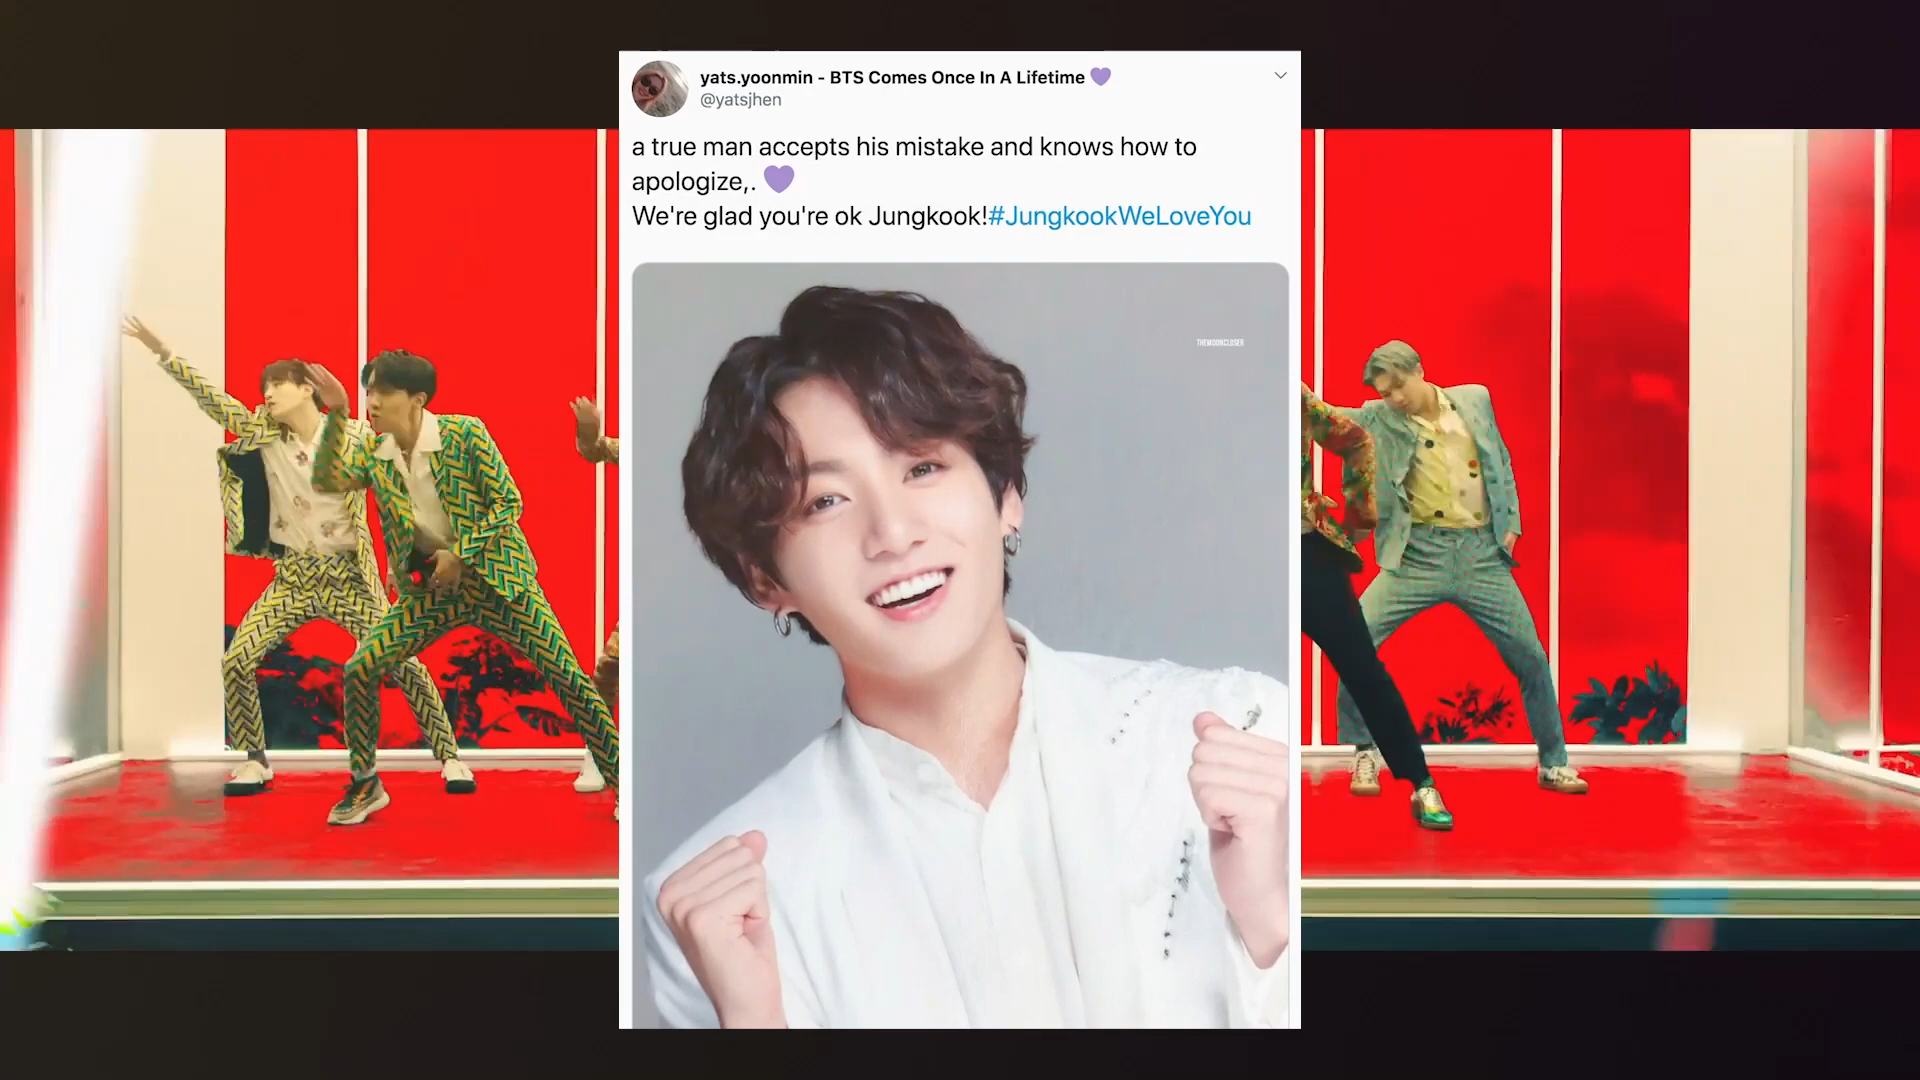 yats.yoonmin - BTS Comes Once In A Lifetime 💜
@yatsjhen
a true man accepts his mistake and knows how to
apologize,. 💜
We're glad you're ok Jungkook!#JungkookWeLoveYou
THEMOONCLOSER